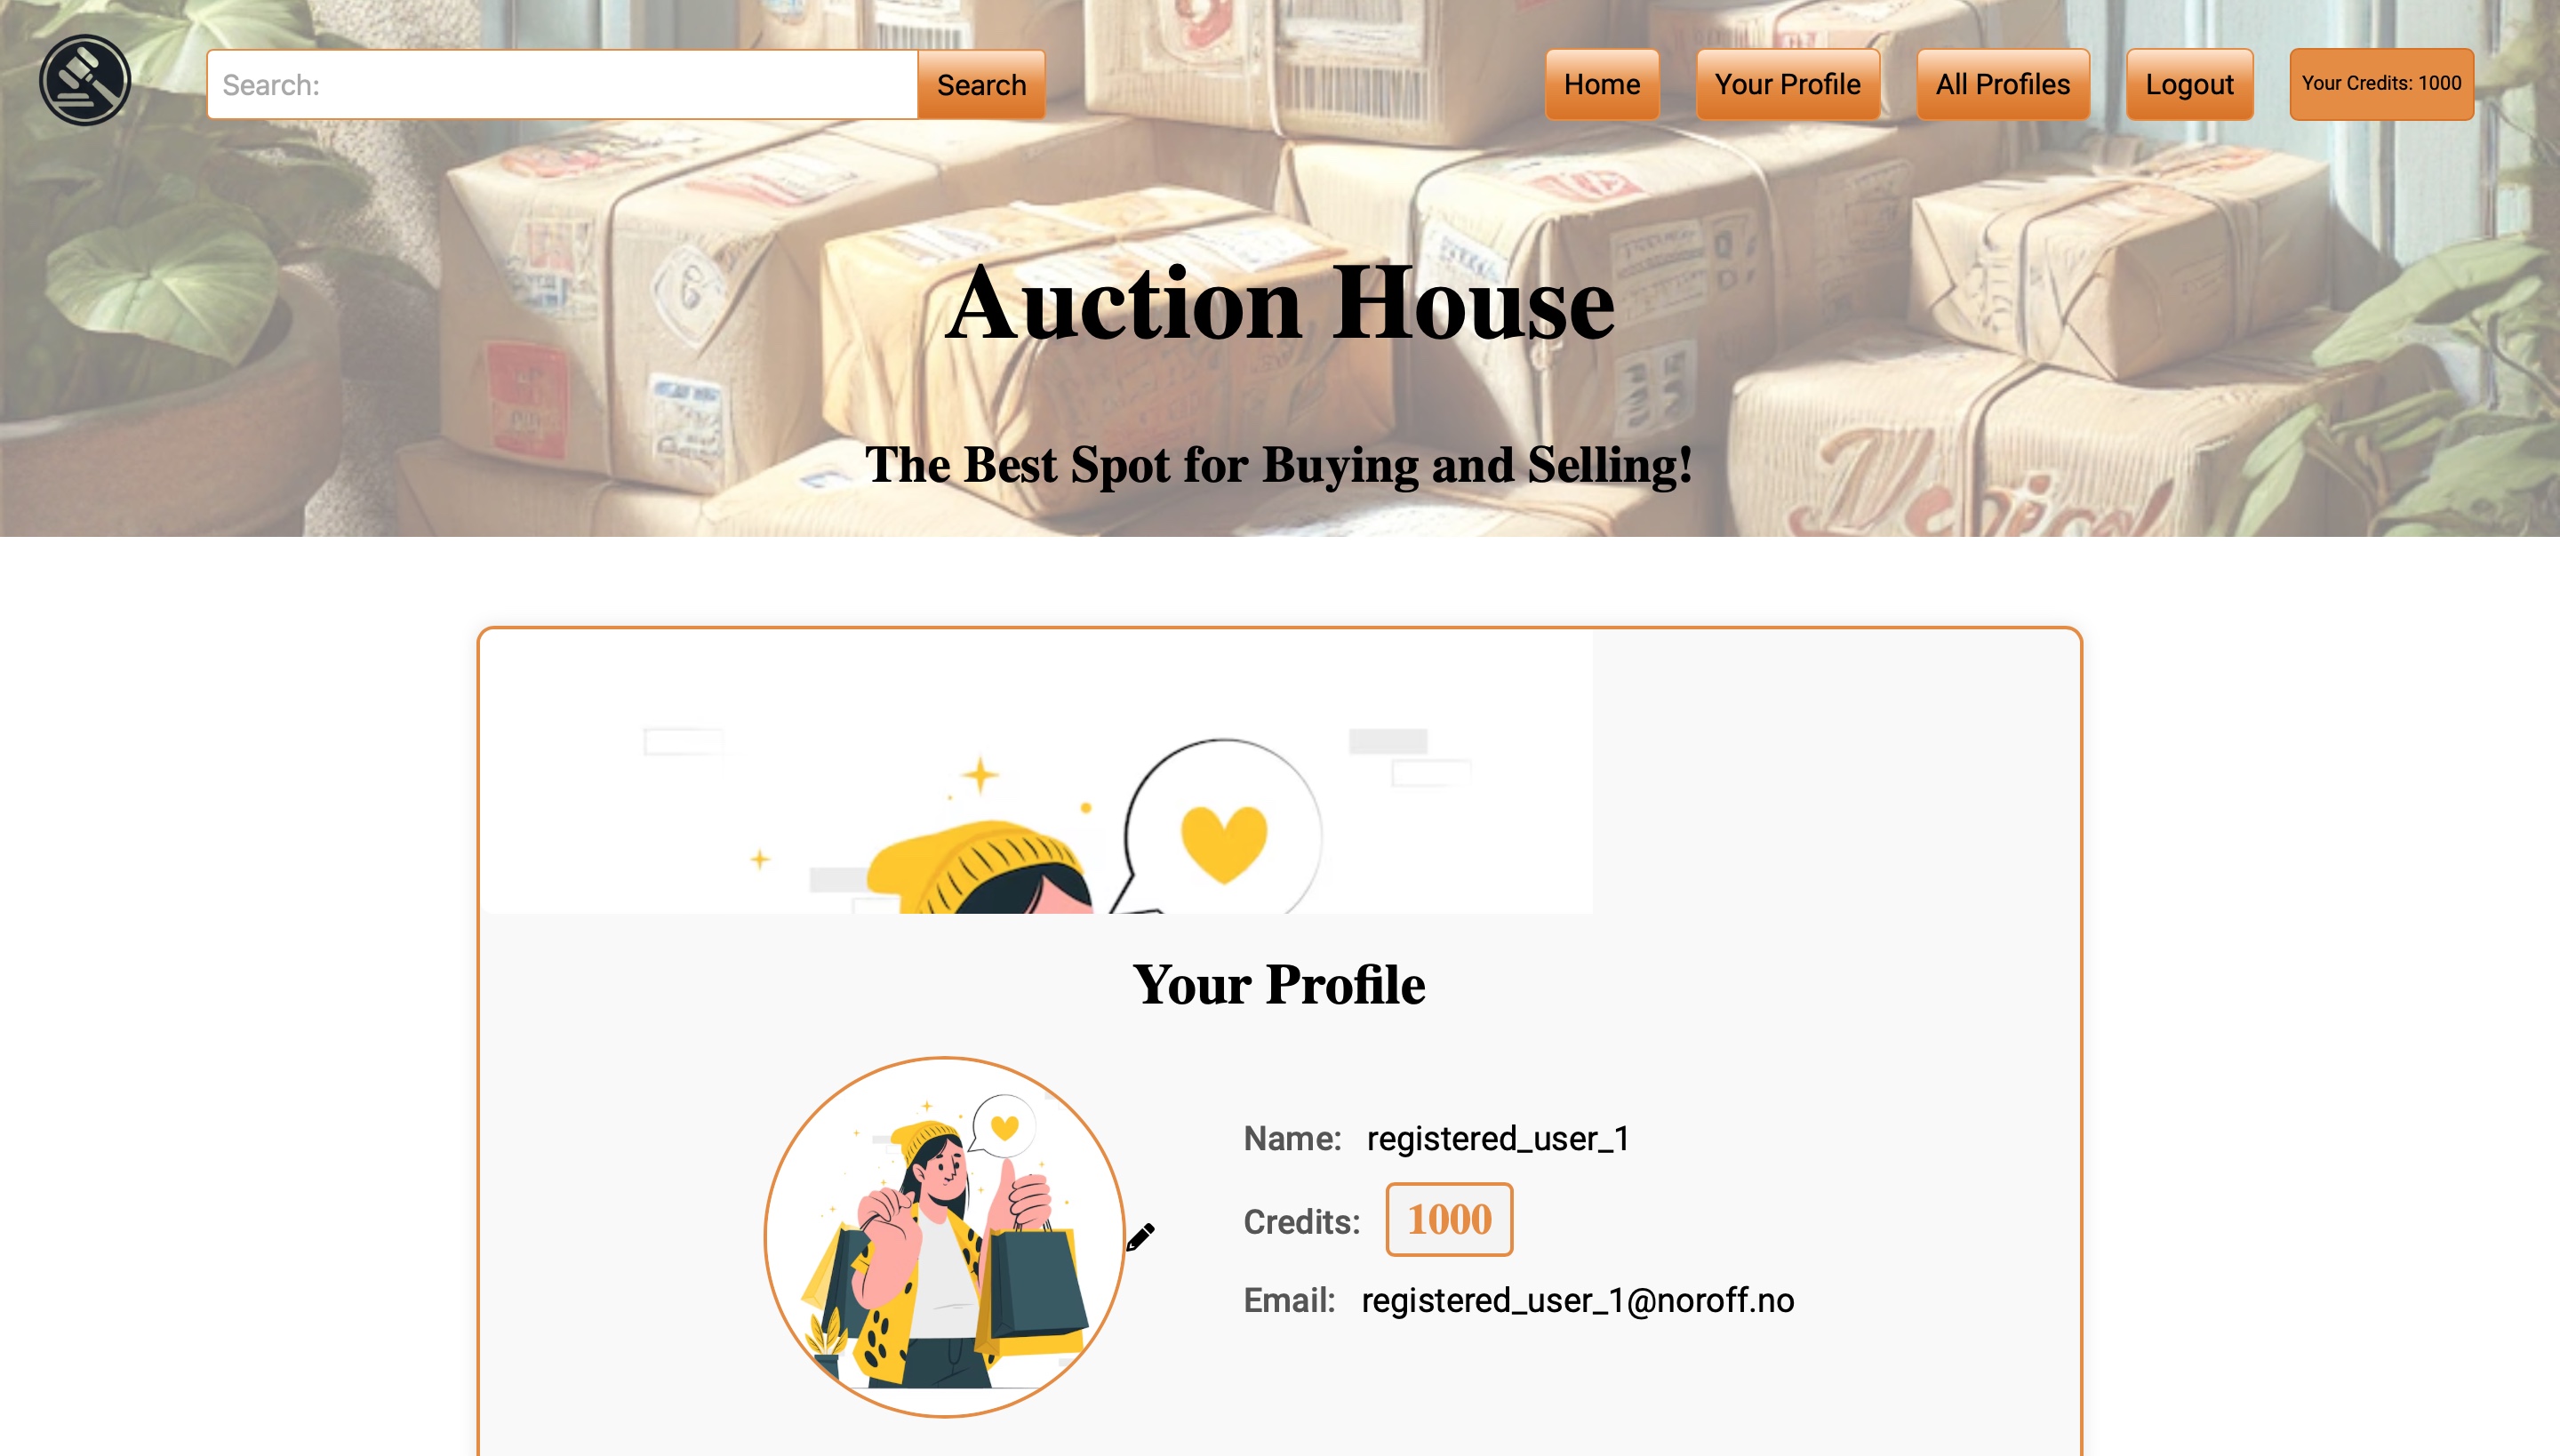 Search:
Search
Home
Your Profile
All Profiles
Logout
Your Credits: 1000
Auction House
The Best Spot for Buying and Selling!
Your Profile
Name: registered_user_1
Credits: 1000
Email: registered_user_1@noroff.no